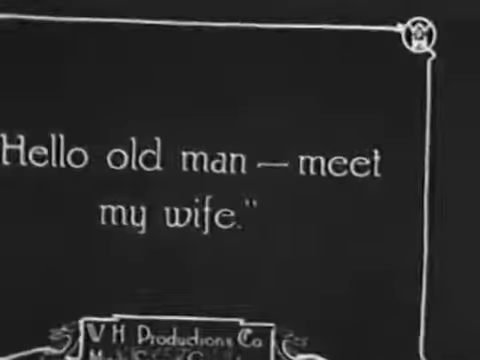 Hello old man — meet
my wife."
V H Productions Co